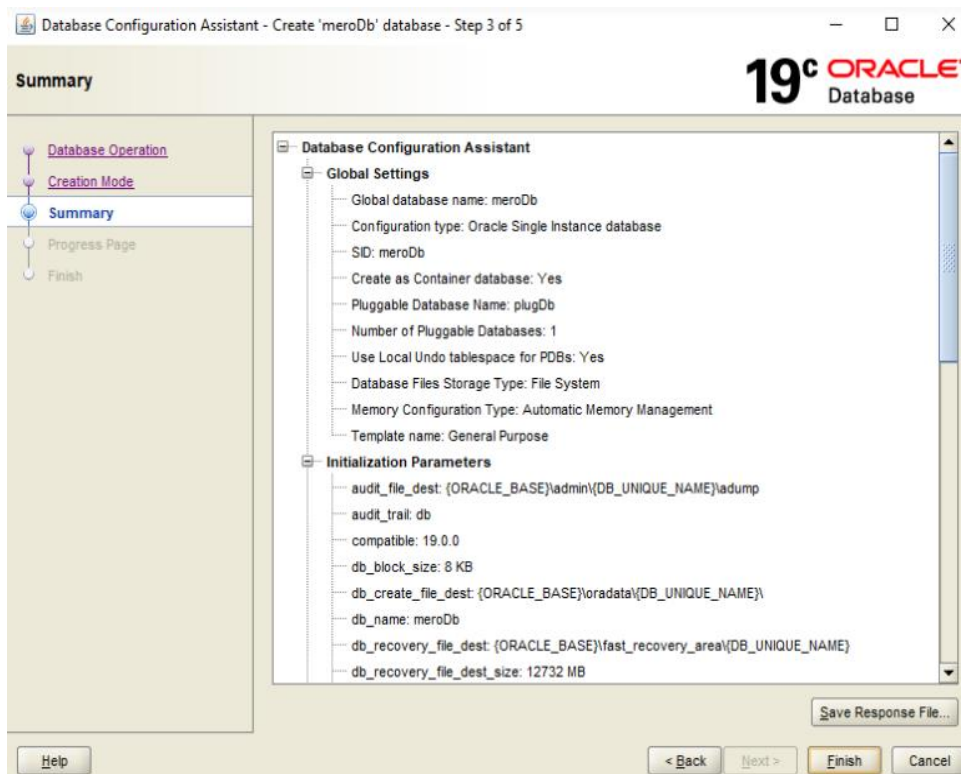 Database Configuration Assistant - Create 'meroDb' database - Step 3 of 5
Summary
19c ORACLE
Database
Database Operation
Creation Mode
Summary
Progress Page
Finish
Database Configuration Assistant
Global Settings
Global database name: meroDb
Configuration type: Oracle Single Instance database
SID: meroDb
Create as Container database: Yes
Pluggable Database Name: plugDb
Number of Pluggable Databases: 1
Use Local Undo tablespace for PDBs: Yes
Database Files Storage Type: File System
Memory Configuration Type: Automatic Memory Management
Template name: General Purpose
Initialization Parameters
audit_file_dest: {ORACLE_BASE}\admin\{DB_UNIQUE_NAME}\adump
audit_trail: db
compatible: 19.0.0
db_block_size: 8 KB
db_create_file_dest: {ORACLE_BASE}\oradata\{DB_UNIQUE_NAME}\
db_name: meroDb
db_recovery_file_dest: {ORACLE_BASE}\fast_recovery_area\{DB_UNIQUE_NAME}
db_recovery_file_dest_size: 12732 MB
Save Response File...
Help
< Back
Next >
Finish
Cancel